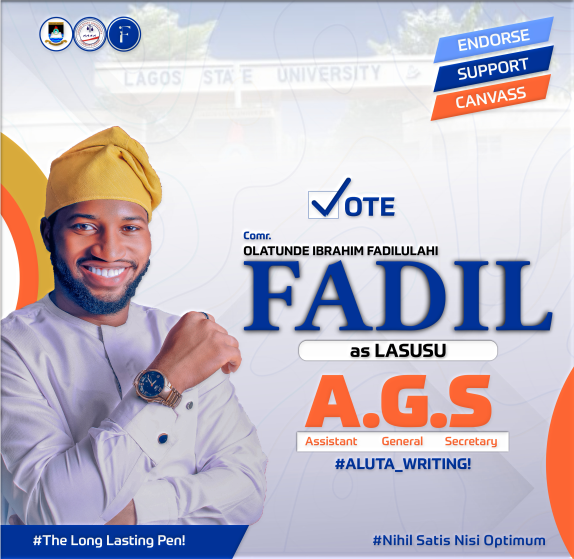 F
LAGOS STATE UNIVERSITY
ENDORSE
SUPPORT
CANVASS
VOTE
Comr.
OLATUNDE IBRAHIM FADILULAHI
FADIL
as LASUSU
A.G.S
Assistant General Secretary
#ALUTA_WRITING!
#The Long Lasting Pen!
#Nihil Satis Nisi Optimum